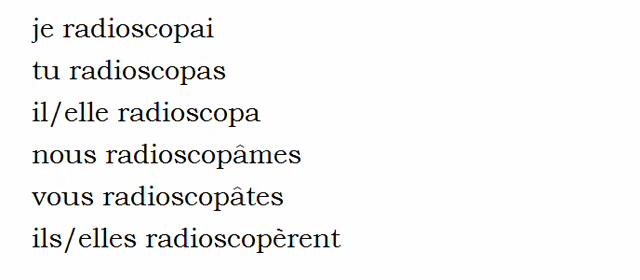 je radioscopai
tu radioscopas
il/elle radioscopa
nous radioscopâmes
vous radioscopâtes
ils/elles radioscopèrent